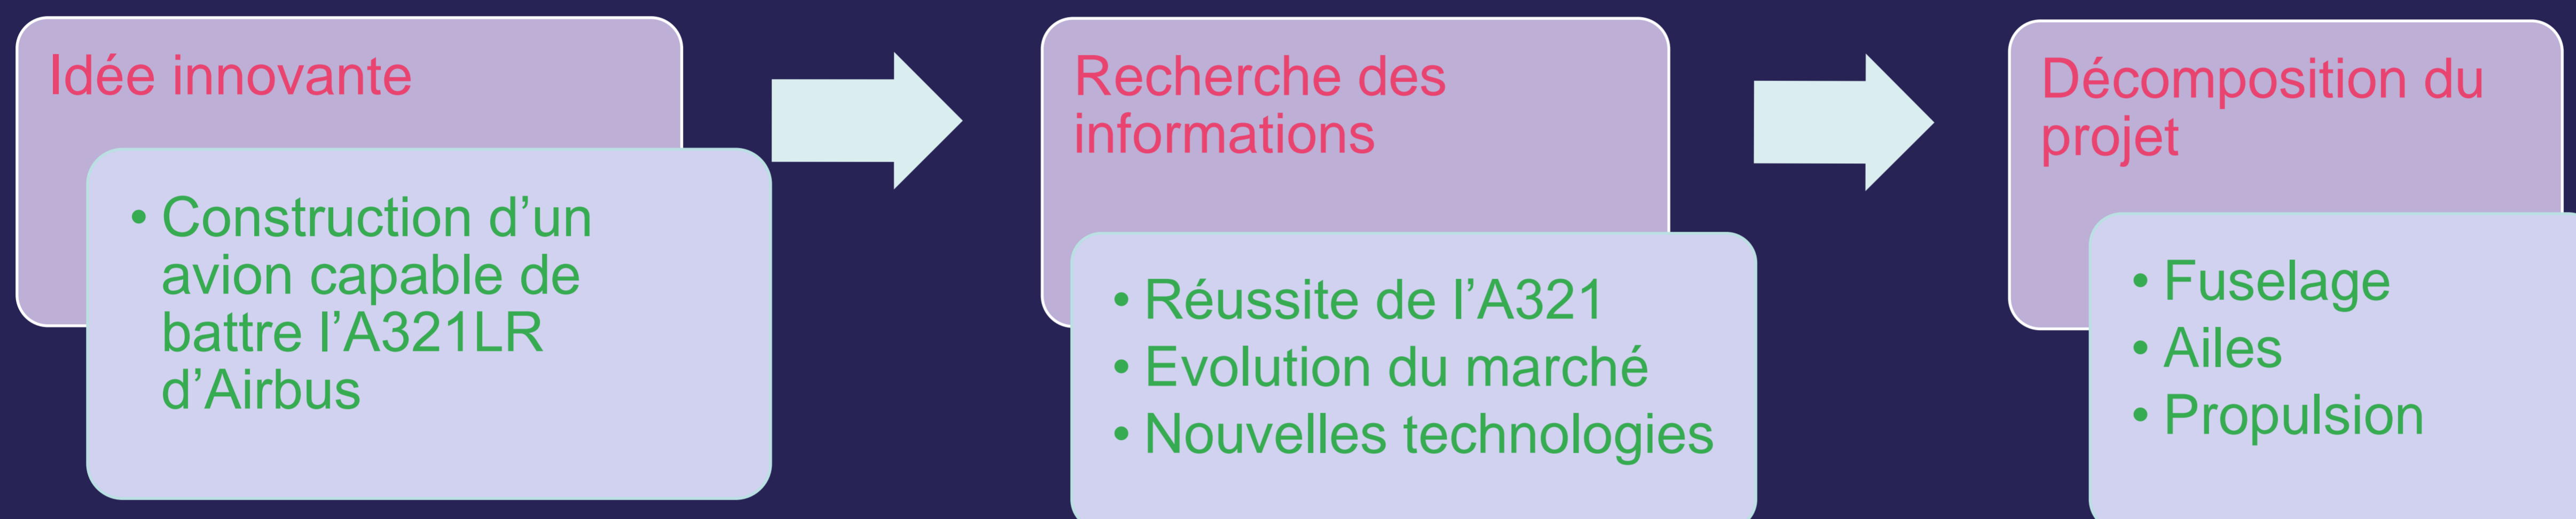 Idée innovante
• Construction d’un
avion capable de
battre l’A321LR
d’Airbus
Recherche des
informations
• Réussite de l’A321
• Evolution du marché
• Nouvelles technologies
Décomposition du
projet
• Fuselage
• Ailes
• Propulsion